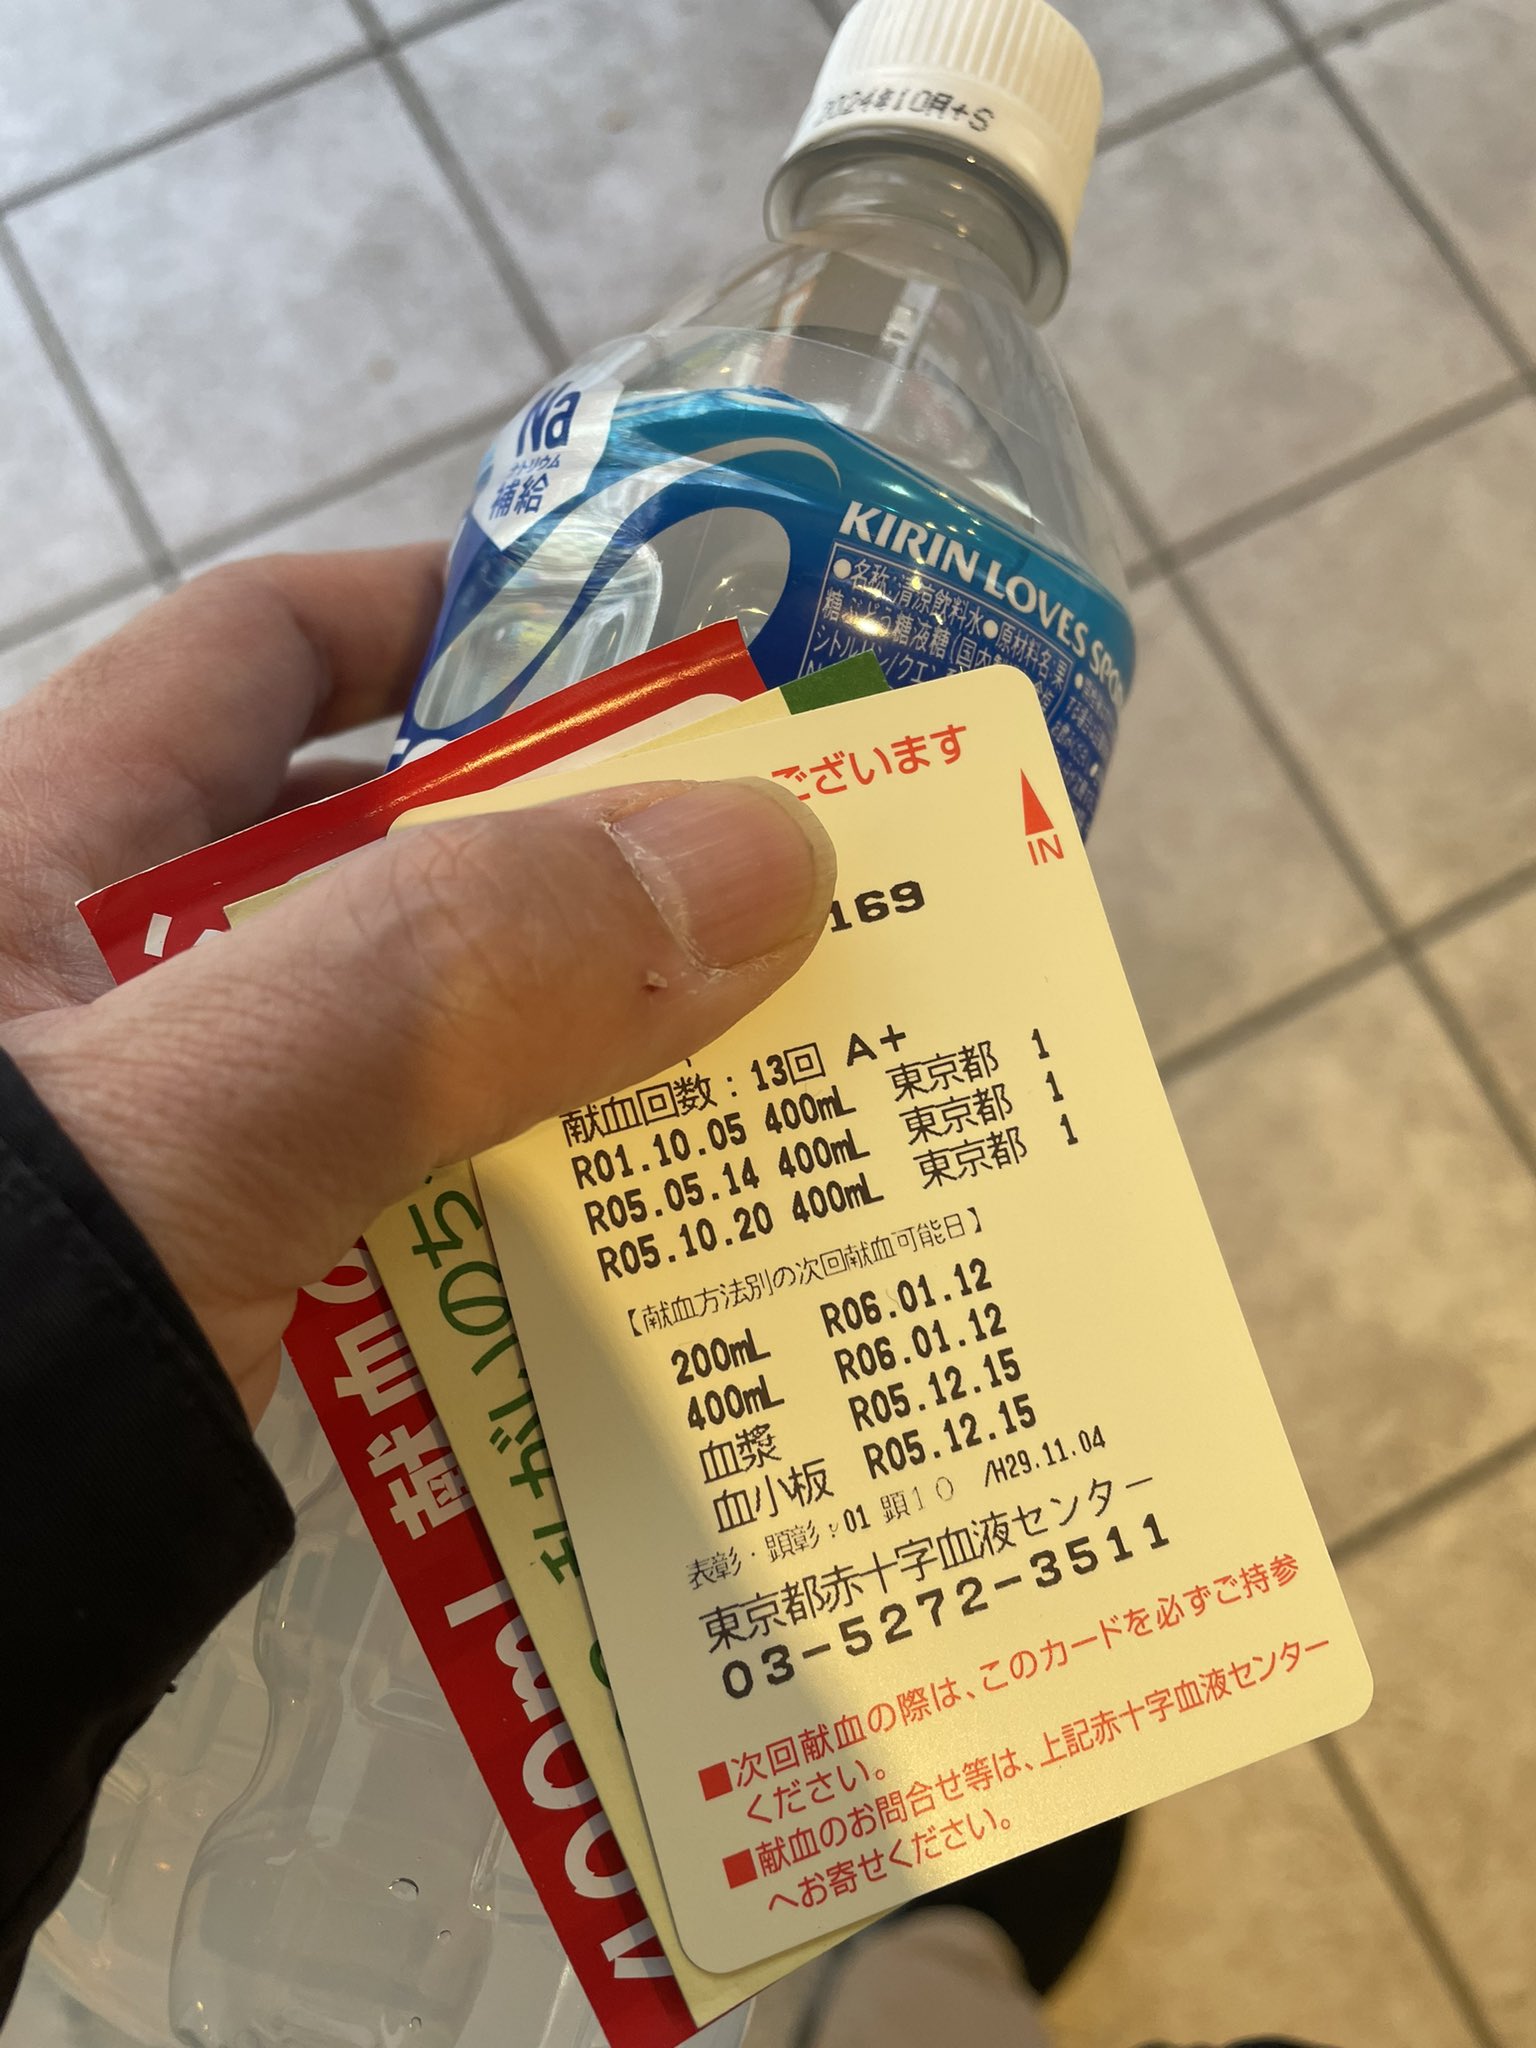 2024年10月+S
Na
ナトリウム
補給
KIRIN LOVES SPO
●名称:清涼飲料水●原材料名:果
糖ぶどう糖液糖(国内
ございます
IN
169
献血回数:13回 A+
R01.10.05 400mL 東京都 1
R05.05.14 400mL 東京都 1
R05.10.20 400mL 東京都 1
【献血方法別の次回献血可能日】
200mL R06.01.12
400mL R06.01.12
血漿 R05.12.15
血小板 R05.12.15
表彰・顕彰:01 顕10 /H29.11.04
東京都赤十字血液センター
03-5272-3511
■次回献血の際は、このカードを必ずご持参
ください。
■献血のお問合せ等は、上記赤十字血液センター
へお寄せください。
400mL 献血の